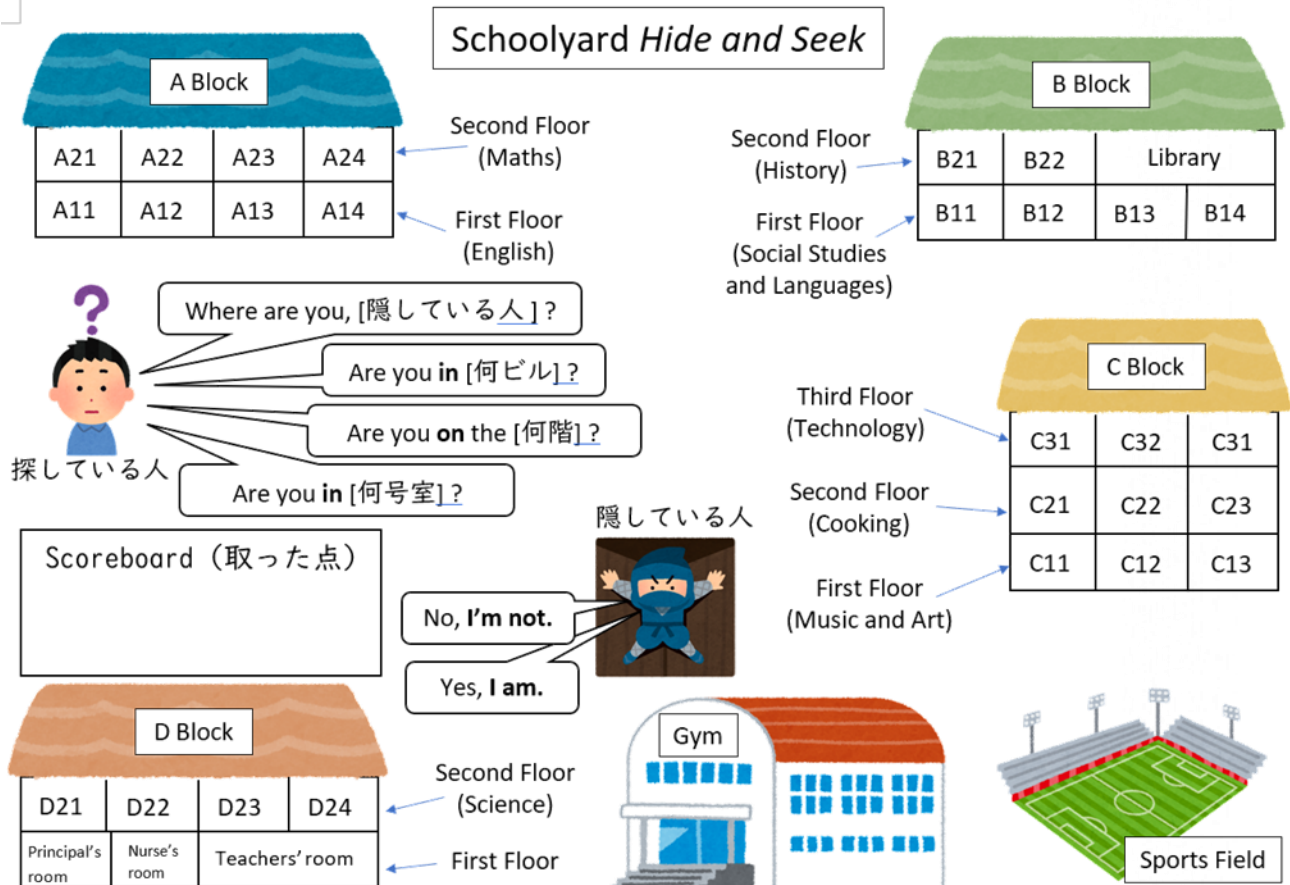 Schoolyard Hide and Seek
A Block
A21 A22 A23 A24
A11 A12 A13 A14
Second Floor
(Maths)
First Floor
(English)
B Block
Second Floor
(History)
First Floor
(Social Studies
and Languages)
B21 B22 Library
B11 B12 B13 B14
Where are you, [隠している人 ] ?
Are you in [何ビル] ?
Are you on the [何階] ?
Are you in [何号室] ?
探している人
C Block
Third Floor
(Technology)
Second Floor
(Cooking)
First Floor
(Music and Art)
C31 C32 C31
C21 C22 C23
C11 C12 C13
Scoreboard（取った点）
隠している人
No, I'm not.
Yes, I am.
D Block
D21 D22 D23 D24
Principal's
room
Nurse's
room
Teachers' room
Second Floor
(Science)
First Floor
Gym
Sports Field